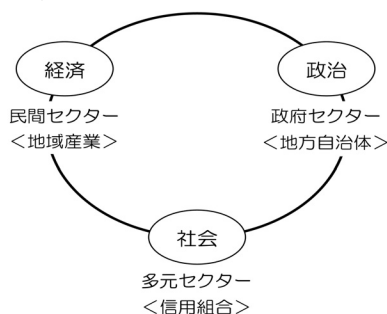 経済
民間セクター
＜地域産業＞
政治
政府セクター
＜地方自治体＞
社会
多元セクター
＜信用組合＞